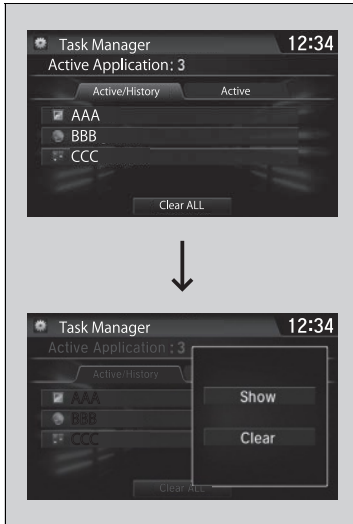 Task Manager 12:34
Active Application: 3
Active/History Active
AAA
BBB
CCC
Clear ALL
Task Manager 12:34
Active Application : 3
Active/History
AAA
BBB
CCC
Show
Clear
Clear ALL